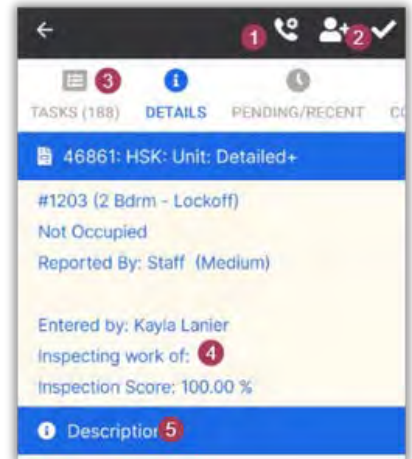 1 2
3
TASKS (188) DETAILS PENDING/RECENT
46861: HSK: Unit: Detailed+
#1203 (2 Bdrm - Lockoff)
Not Occupied
Reported By: Staff (Medium)
Entered by: Kayla Lanier
Inspecting work of: 4
Inspection Score: 100.00 %
Description 5